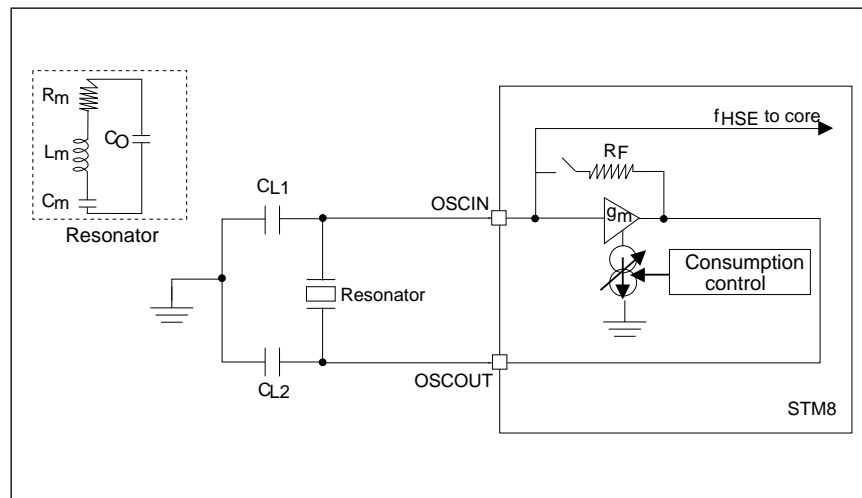 fHSE to core
Rm
CO
RF
Lm
CL1
Cm
OSCIN
gm
Resonator
Consumption
control
Resonator
CL2
OSCOUT
STM8